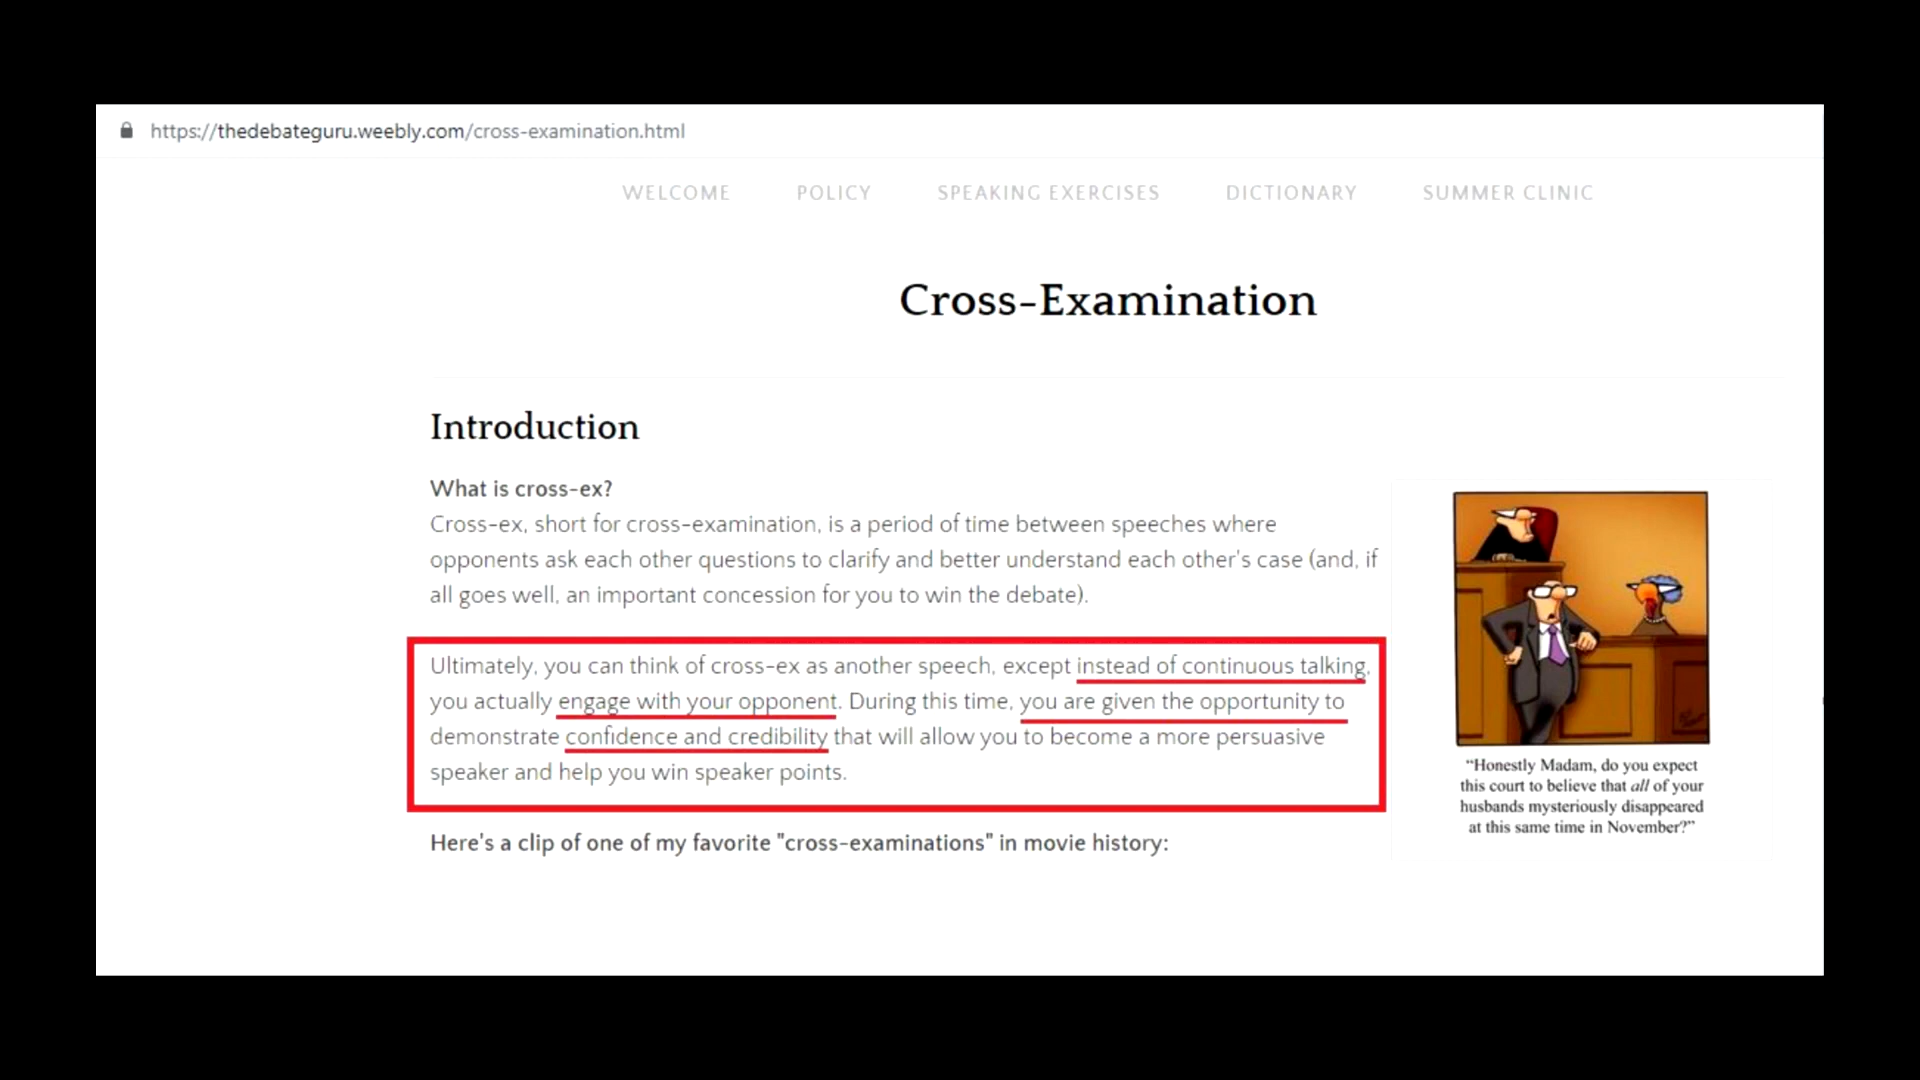 https://thedebateguru.weebly.com/cross-examination.html
WELCOME POLICY SPEAKING EXERCISES DICTIONARY SUMMER CLINIC
Cross-Examination
Introduction
What is cross-ex?
Cross-ex, short for cross-examination, is a period of time between speeches where
opponents ask each other questions to clarify and better understand each other's case (and, if
all goes well, an important concession for you to win the debate).
Ultimately, you can think of cross-ex as another speech, except instead of continuous talking,
you actually engage with your opponent. During this time, you are given the opportunity to
demonstrate confidence and credibility that will allow you to become a more persuasive
speaker and help you win speaker points.
Here's a clip of one of my favorite "cross-examinations" in movie history:
“Honestly Madam, do you expect
this court to believe that all of your
husbands mysteriously disappeared
at this same time in November?”